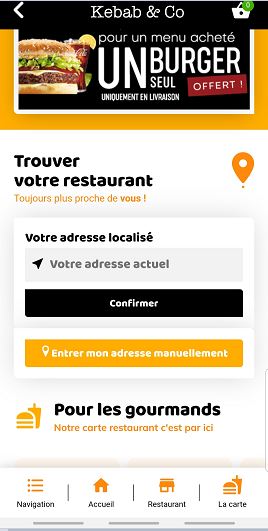 Kebab & Co
0
pour un menu acheté
UN BURGER
SEUL
OFFERT !
UNIQUEMENT EN LIVRAISON
Trouver
votre restaurant
Toujours plus proche de vous !
Votre adresse localisé
Votre adresse actuel
Confirmer
Entrer mon adresse manuellement
Pour les gourmands
Notre carte restaurant c'est par ici
Navigation
Accueil
Restaurant
La carte